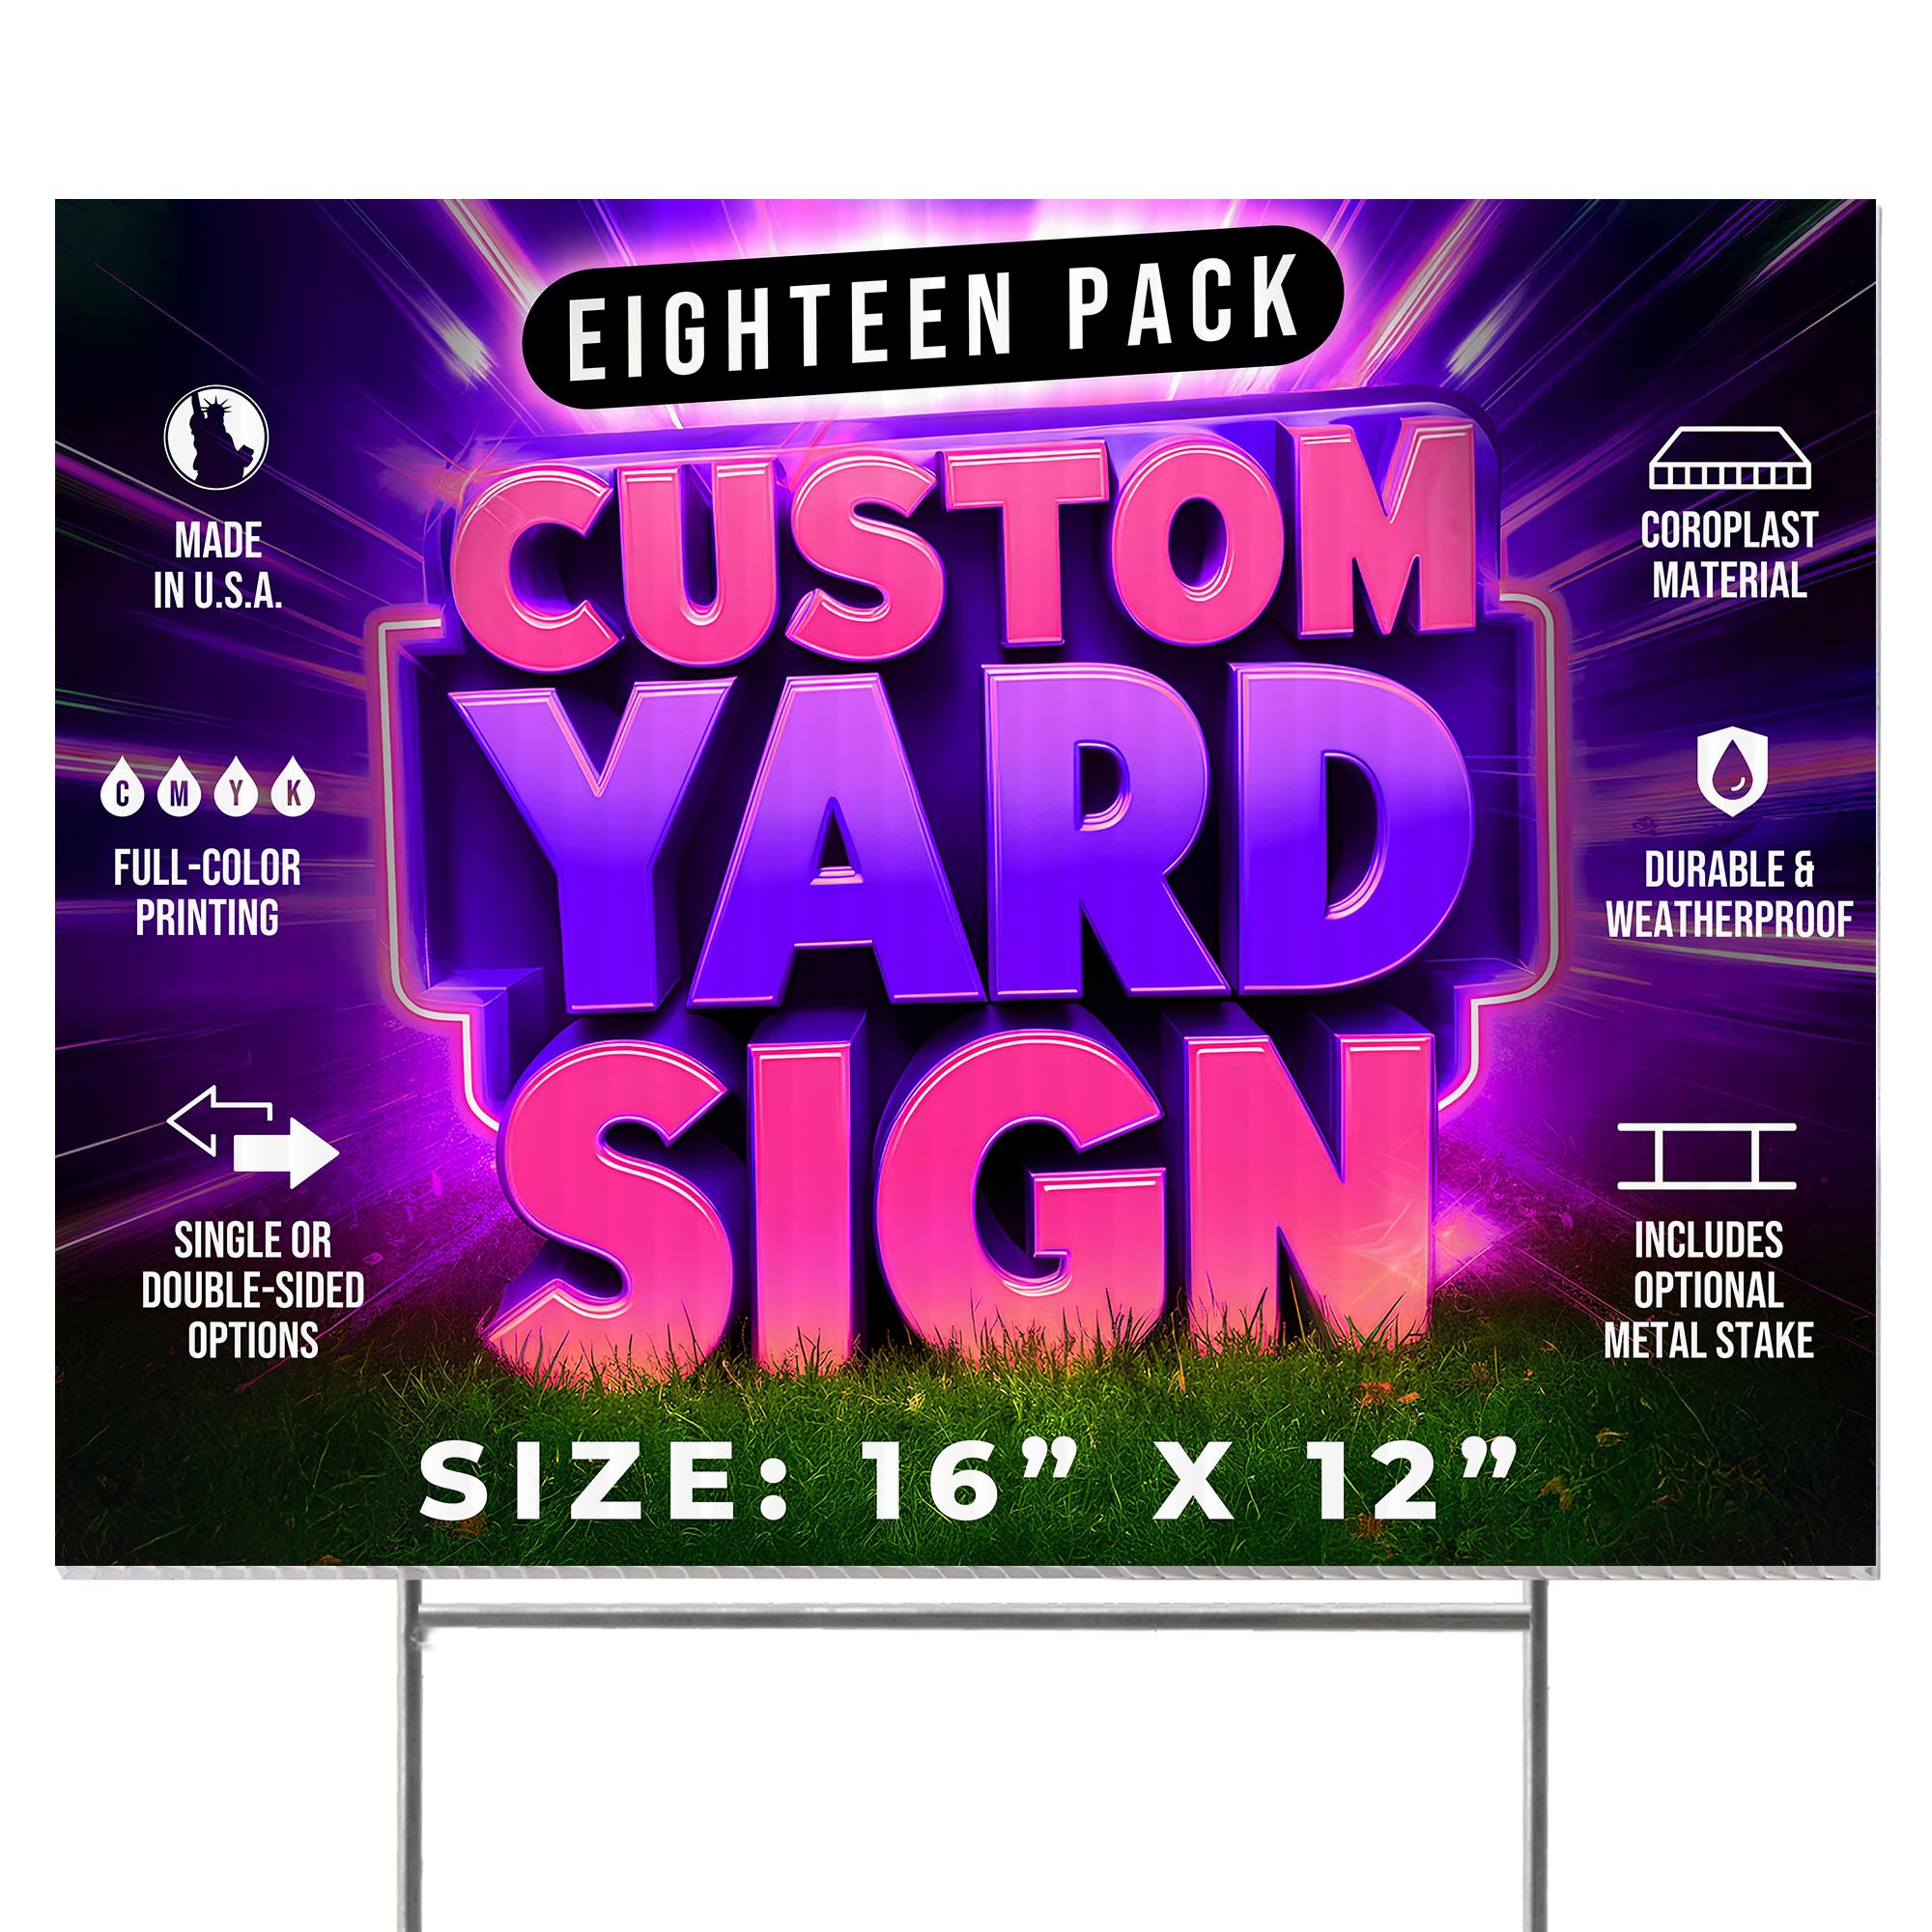 EIGHTEEN PACK
CUSTOM
YARD
SIGN
MADE
IN U.S.A.
C M Y K
FULL-COLOR
PRINTING
SINGLE OR
DOUBLE-SIDED
OPTIONS
COROPLAST
MATERIAL
DURABLE &
WEATHERPROOF
INCLUDES
OPTIONAL
METAL STAKE
SIZE: 16” X 12”